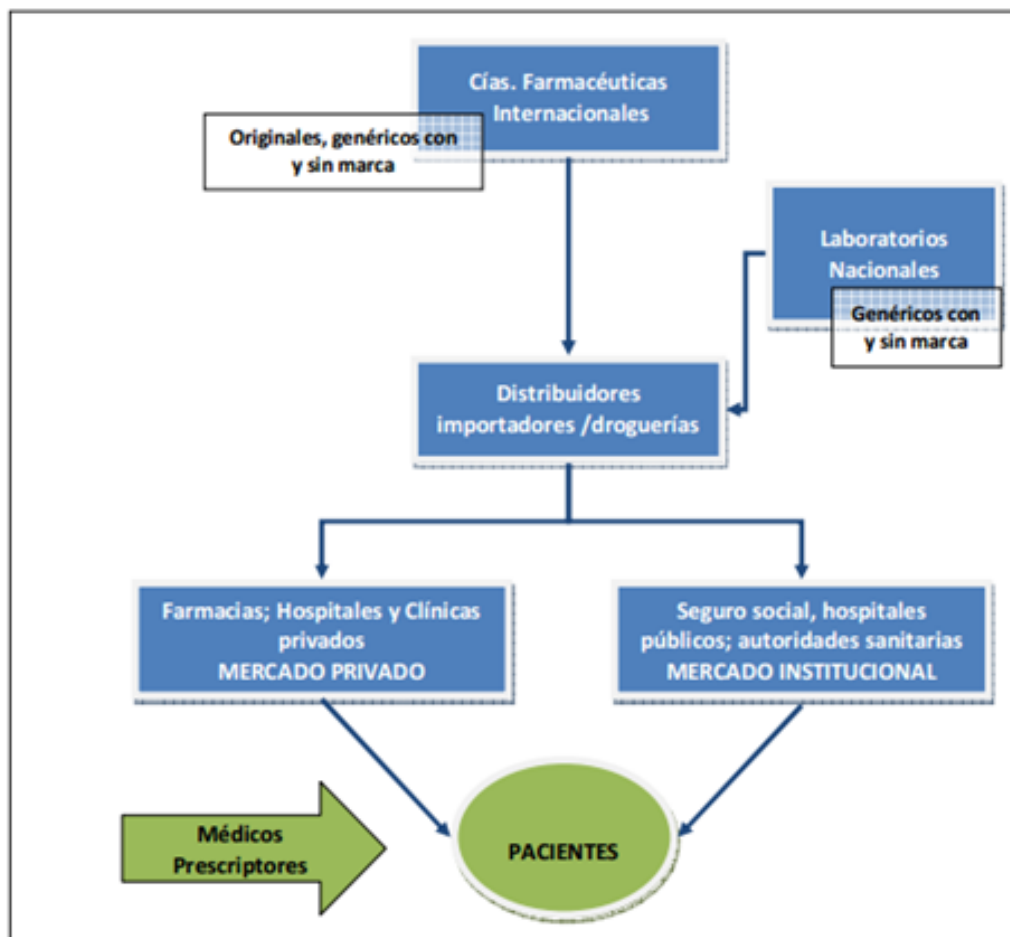 Cías. Farmacéuticas
Internacionales
Originales, genéricos con
y sin marca
Laboratorios
Nacionales
Genéricos con
y sin marca
Distribuidores
importadores /droguerías
Farmacias; Hospitales y Clínicas
privados
MERCADO PRIVADO
Seguro social, hospitales
públicos; autoridades sanitarias
MERCADO INSTITUCIONAL
Médicos
Prescriptores
PACIENTES